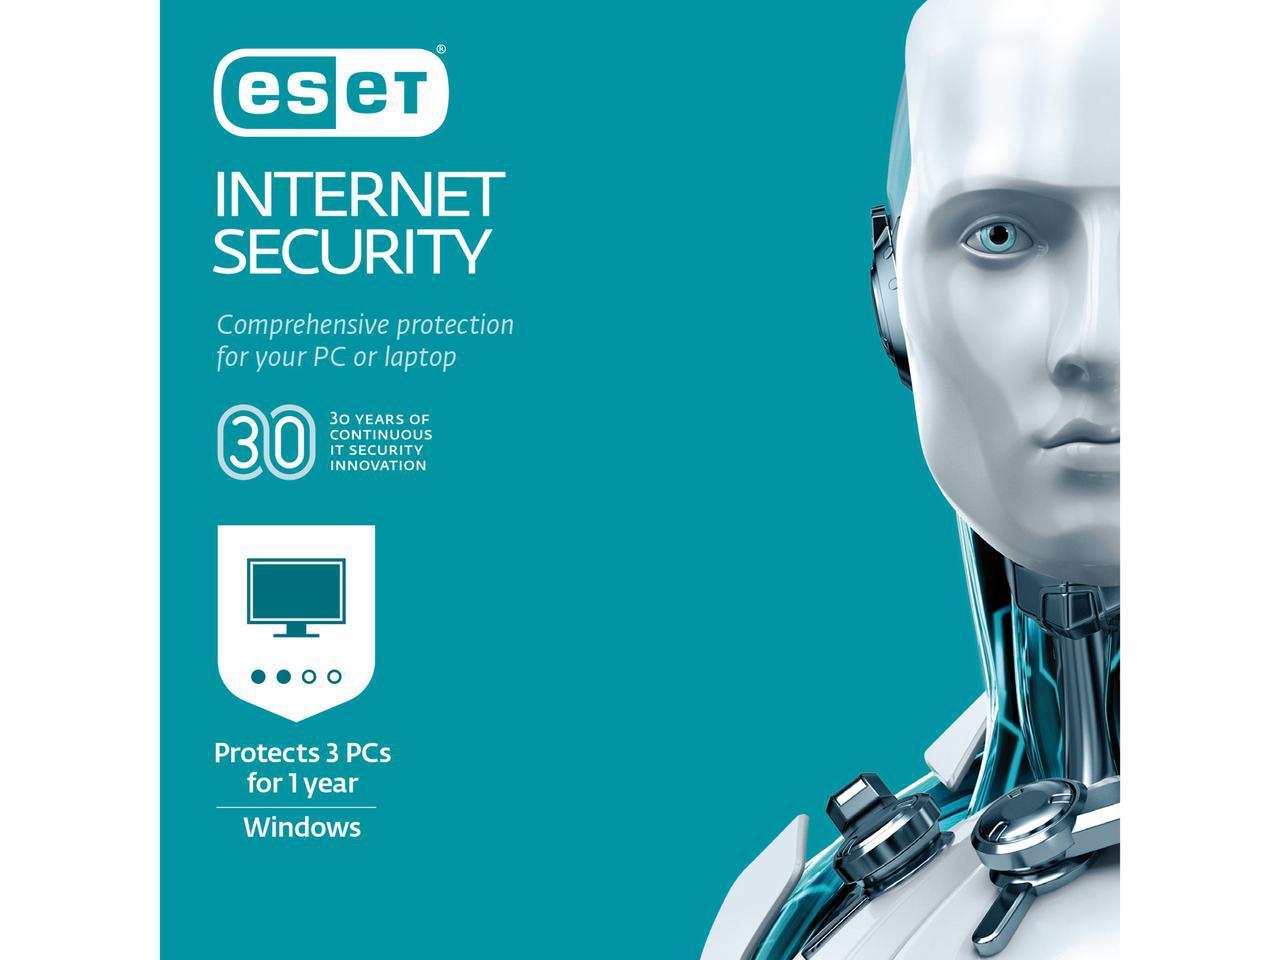 eset®
INTERNET
SECURITY
Comprehensive protection
for your PC or laptop
30
30 YEARS OF
CONTINUOUS
IT SECURITY
INNOVATION
Protects 3 PCs
for 1 year
Windows